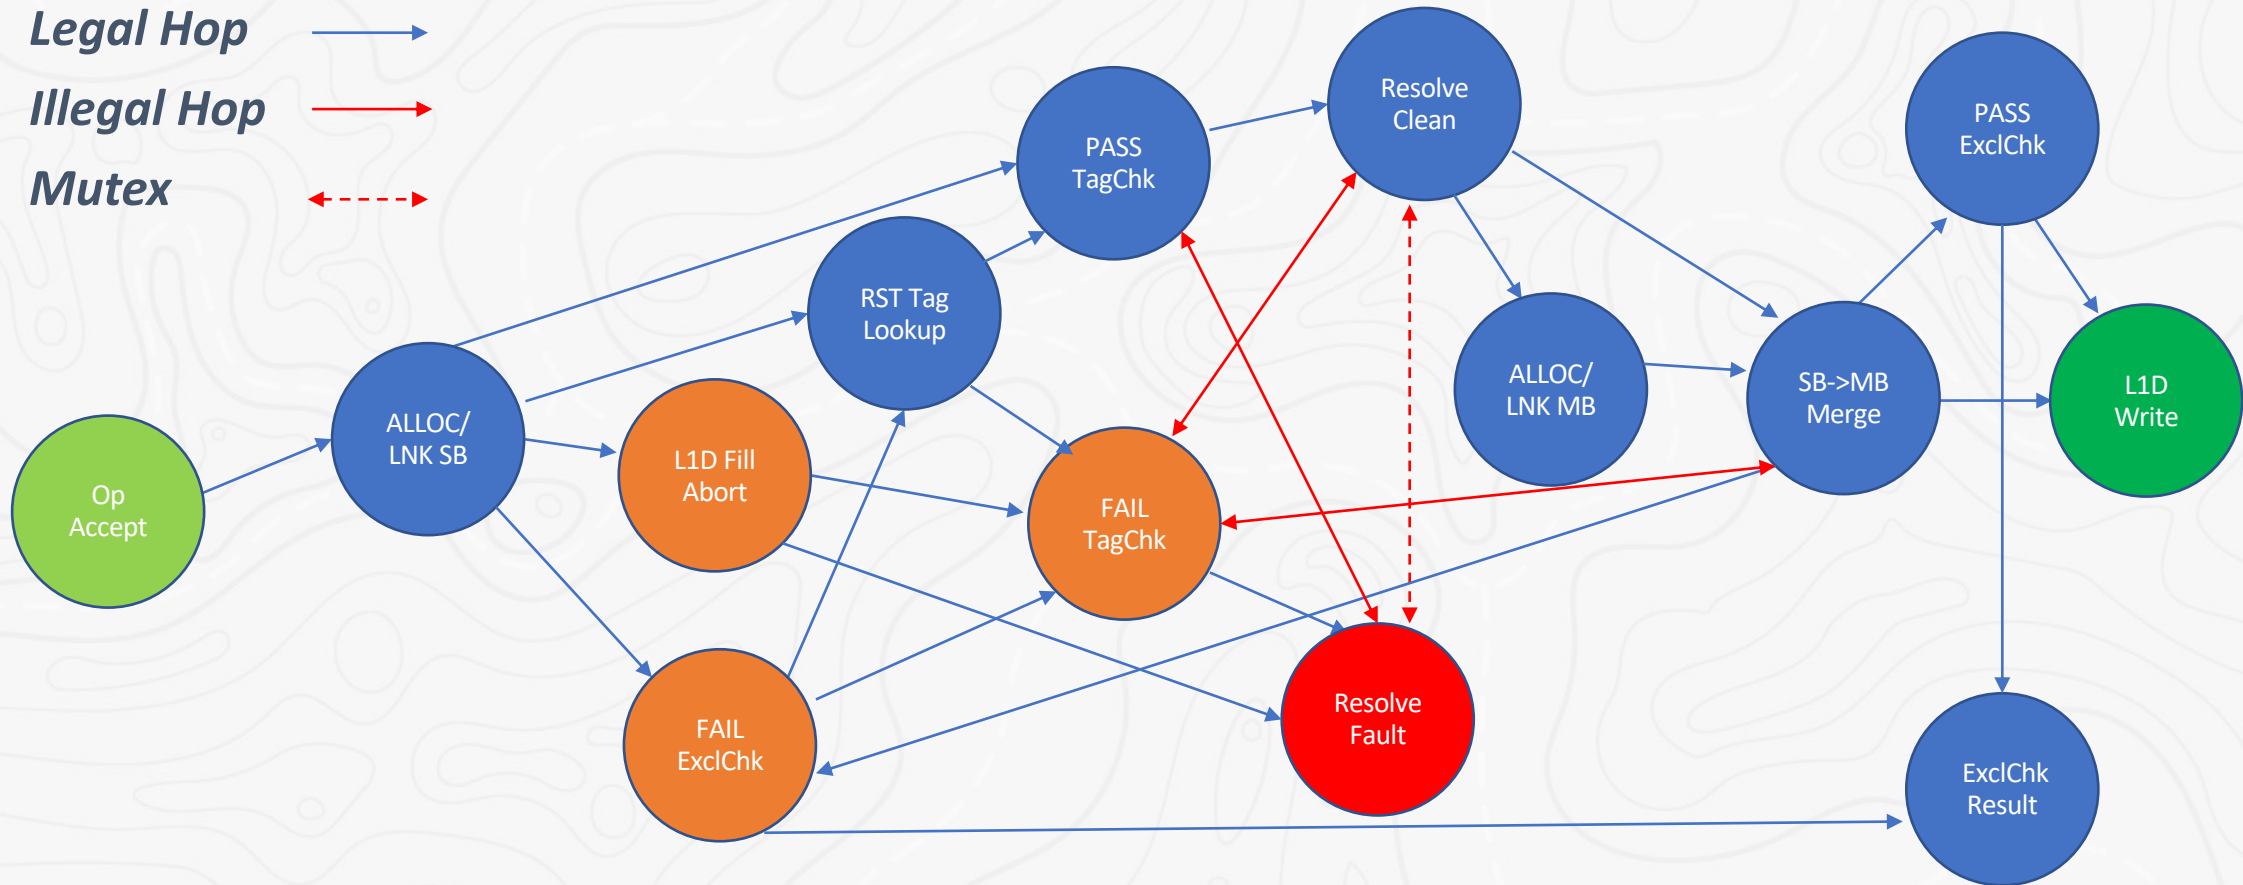 Legal Hop
Illegal Hop
Mutex
Op
Accept
ALLOC/
LNK SB
L1D Fill
Abort
FAIL
ExclChk
RST Tag
Lookup
PASS
TagChk
FAIL
TagChk
Resolve
Clean
Resolve
Fault
ALLOC/
LNK MB
SB->MB
Merge
PASS
ExclChk
L1D
Write
ExclChk
Result